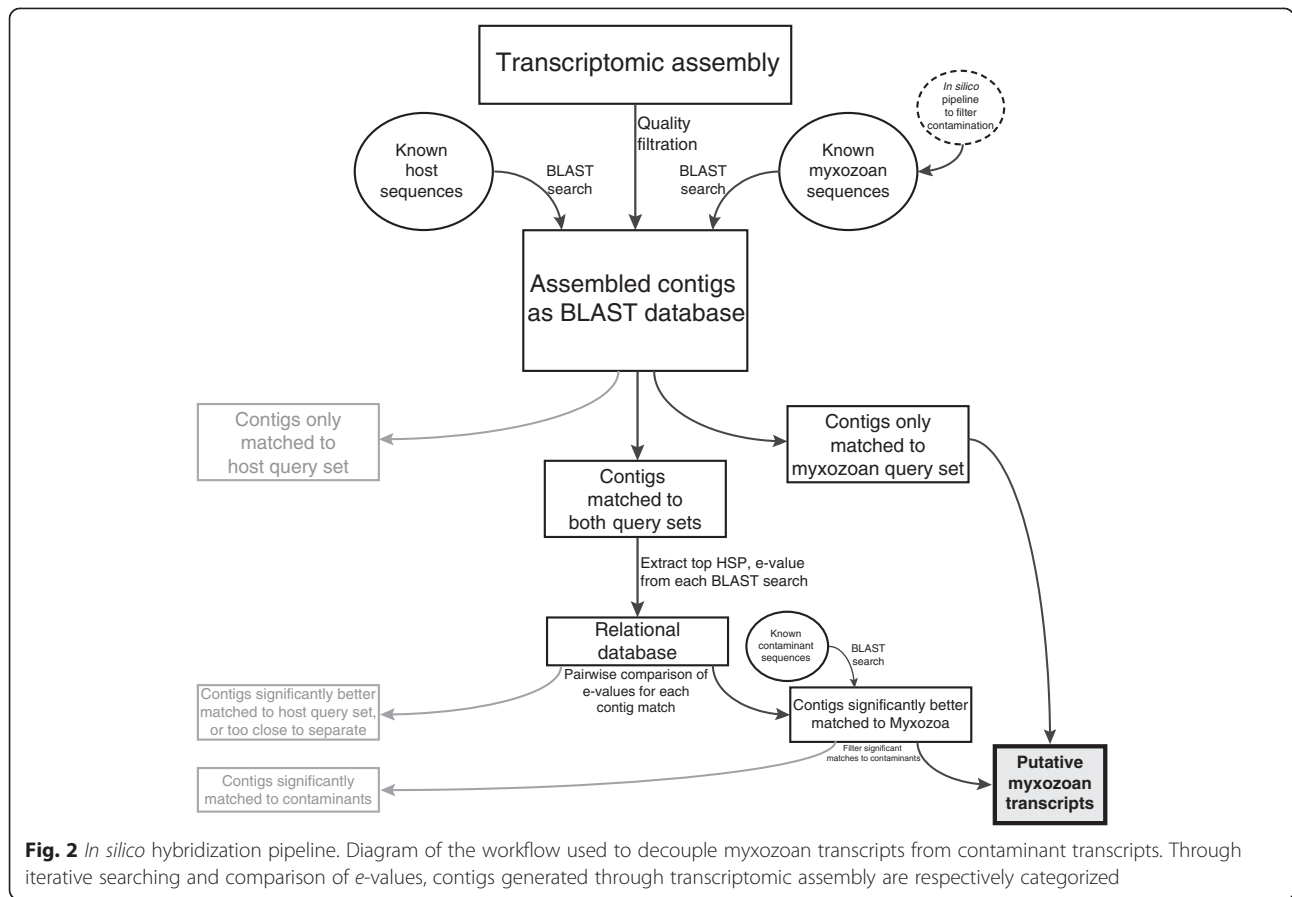 Transcriptomic assembly
In silico
pipeline
to filter
contamination
Quality
filtration
Known
host
sequences
BLAST
search
BLAST
search
Known
myxozoan
sequences
Assembled contigs
as BLAST database
Contigs only
matched to
host query set
Contigs only
matched to
myxozoan query set
Contigs
matched to
both query sets
Extract top HSP, e-value
from each BLAST search
Relational
database
Known
contaminant
sequences
BLAST
search
Pairwise comparison of
e-values for each
contig match
Contigs significantly better
matched to host query set,
or too close to separate
Contigs significantly better
matched to Myxozoa
Filter significant
matches to contaminants
Contigs significantly
matched to contaminants
Putative
myxozoan
transcripts
Fig. 2 In silico hybridization pipeline. Diagram of the workflow used to decouple myxozoan transcripts from contaminant transcripts. Through
iterative searching and comparison of e-values, contigs generated through transcriptomic assembly are respectively categorized